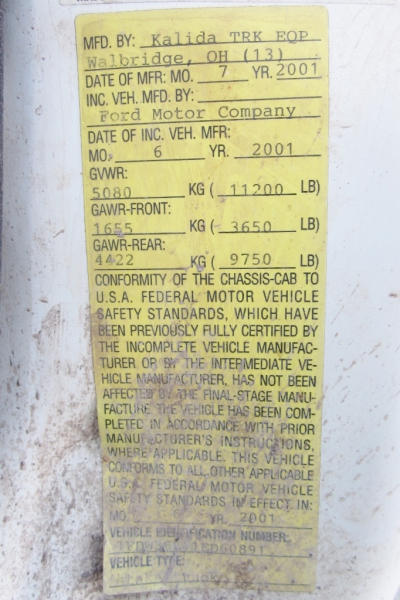 MFD. BY: Kalida TRK EQP
Walbridge, OH (13)
DATE OF MFR: MO. 7 YR. 2001
INC. VEH. MFD. BY:
Ford Motor Company
DATE OF INC. VEH. MFR:
MO. 6 YR. 2001
GVWR:
5080 KG ( 11200 LB)
GAWR-FRONT:
1655 KG ( 3650 LB)
GAWR-REAR:
4422 KG ( 9750 LB)
CONFORMITY OF THE CHASSIS-CAB TO
U.S.A. FEDERAL MOTOR VEHICLE
SAFETY STANDARDS, WHICH HAVE
BEEN PREVIOUSLY FULLY CERTIFIED BY
THE INCOMPLETE VEHICLE MANUFAC-
TURER OR BY THE INTERMEDIATE VE-
HICLE MANUFACTURER, HAS NOT BEEN
AFFECTED BY THE FINAL-STAGE MANU-
FACTURE. THE VEHICLE HAS BEEN COM-
PLETED IN ACCORDANCE WITH PRIOR
MANUFACTURER'S INSTRUCTIONS,
WHERE APPLICABLE. THIS VEHICLE
CONFORMS TO ALL OTHER APPLICABLE
U.S.A. FEDERAL MOTOR VEHICLE
SAFETY STANDARDS IN EFFECT IN:
MO. YR. 2001
VEHICLE IDENTIFICATION NUMBER:
VEHICLE TYPE: